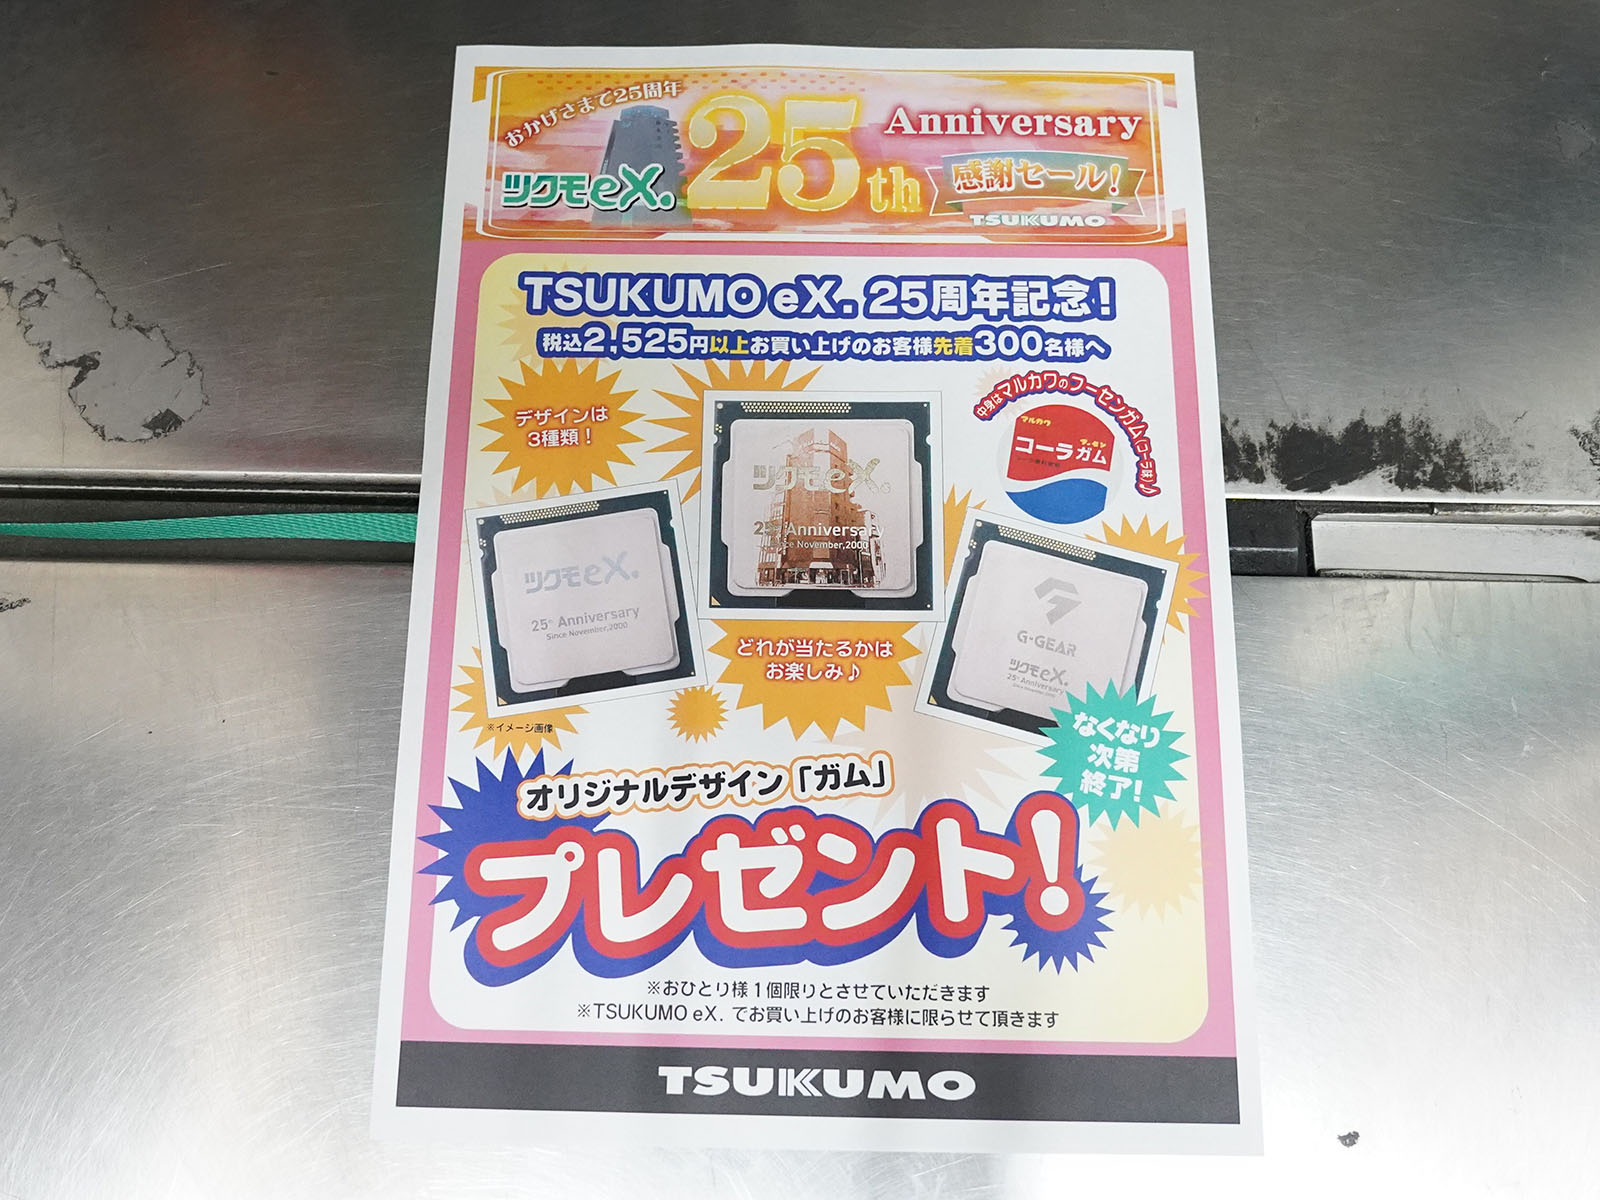 おかげさまで25周年
ツクモeX.
25th
Anniversary
感謝セール!
TSUKUMO
TSUKUMO eX. 25周年記念!
税込2,525円以上お買い上げのお客様先着300名様へ
デザインは
3種類!
中身はマルカワのフーセンガム(コーラ味)♪
マルカワ
フーセン
コーラガム
ツクモeX.
25th Anniversary
Since November,2000
ツクモeX.
25th Anniversary
Since November,2000
G-GEAR
ツクモeX.
25th Anniversary
Since November,2000
どれが当たるかは
お楽しみ♪
※イメージ画像
なくなり
次第
終了!
オリジナルデザイン「ガム」
プレゼント!
※おひとり様1個限りとさせていただきます
※TSUKUMO eX. でお買い上げのお客様に限らせて頂きます
TSUKUMO